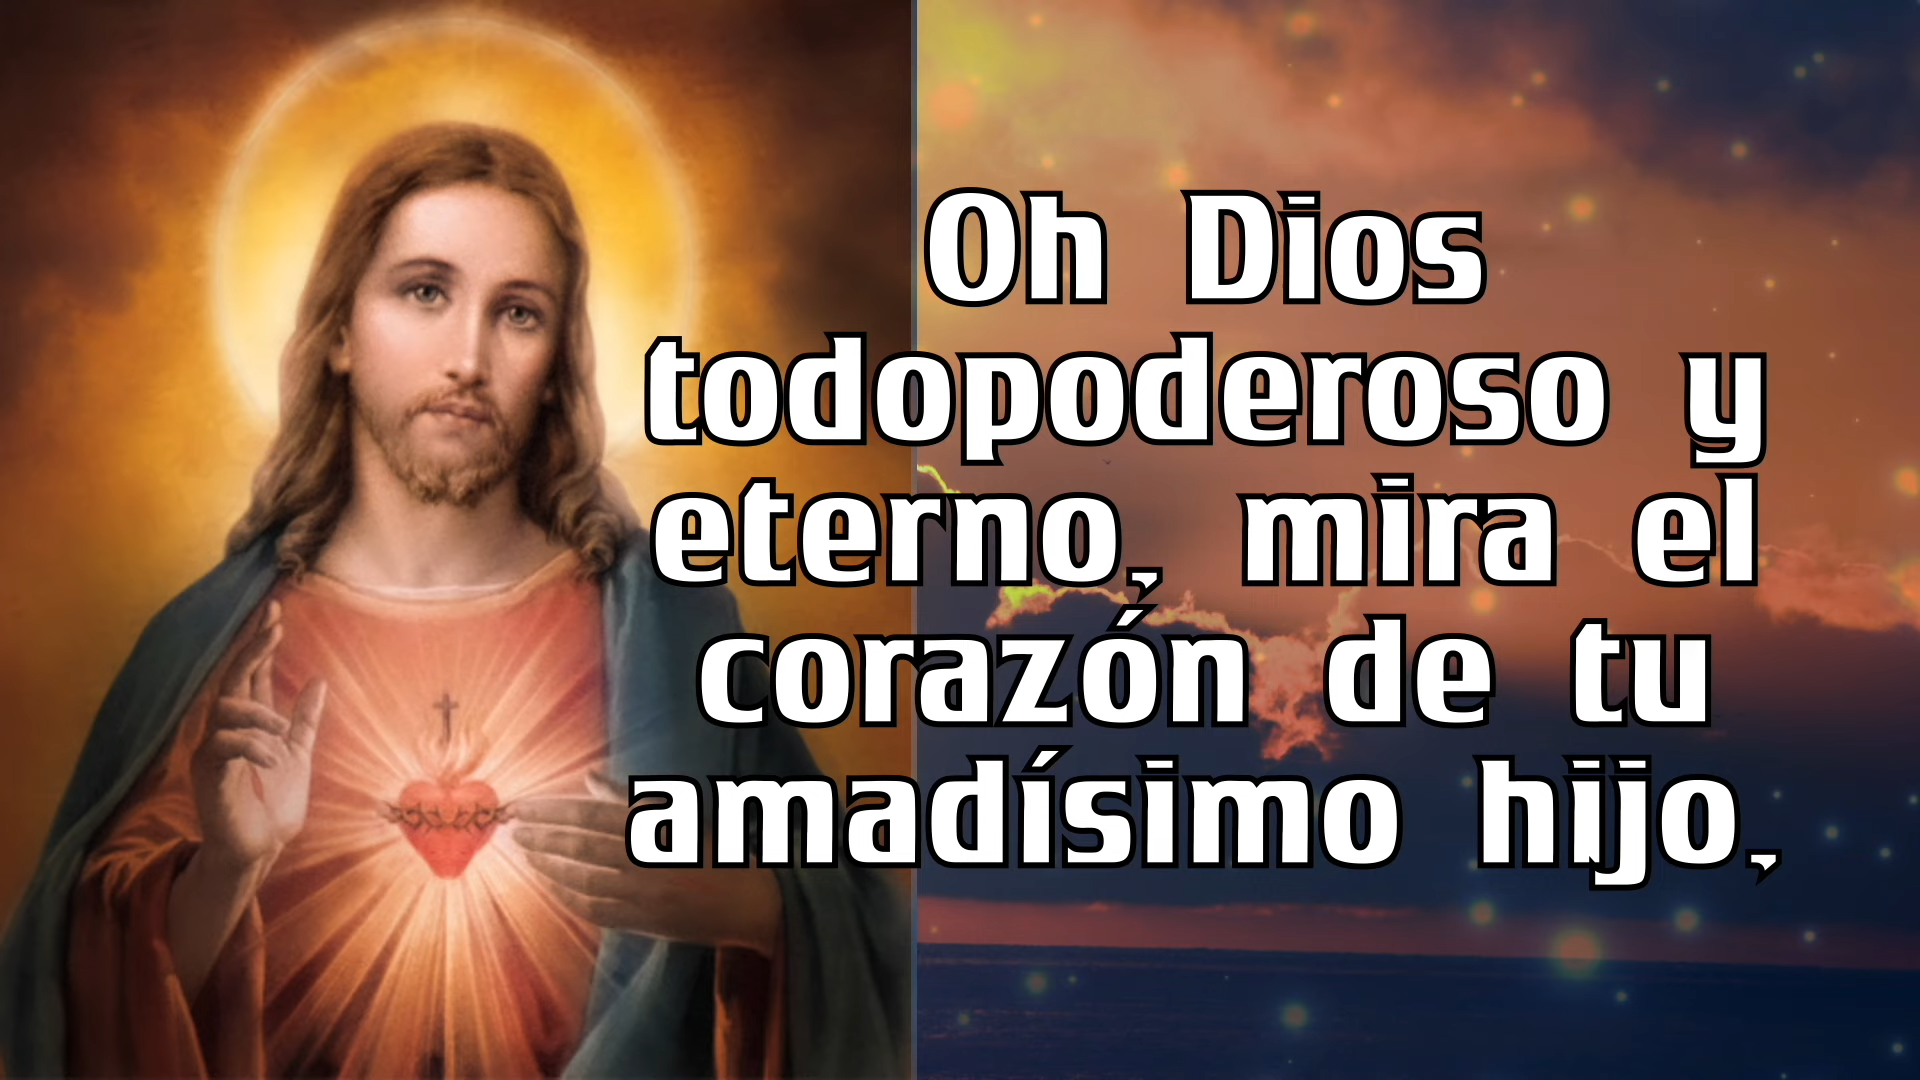 Oh Dios
todopoderoso y
eterno, mira el
corazón de tu
amadísimo hijo,